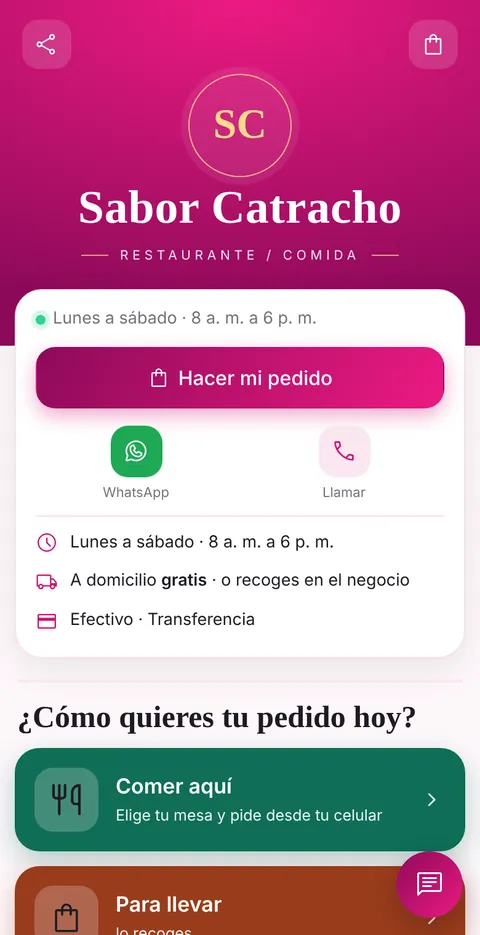 SC
Sabor Catracho
RESTAURANTE / COMIDA
Lunes a sábado · 8 a. m. a 6 p. m.
Hacer mi pedido
WhatsApp
Llamar
Lunes a sábado · 8 a. m. a 6 p. m.
A domicilio gratis · o recoges en el negocio
Efectivo · Transferencia
¿Cómo quieres tu pedido hoy?
Comer aquí
Elige tu mesa y pide desde tu celular
Para llevar
lo recoges